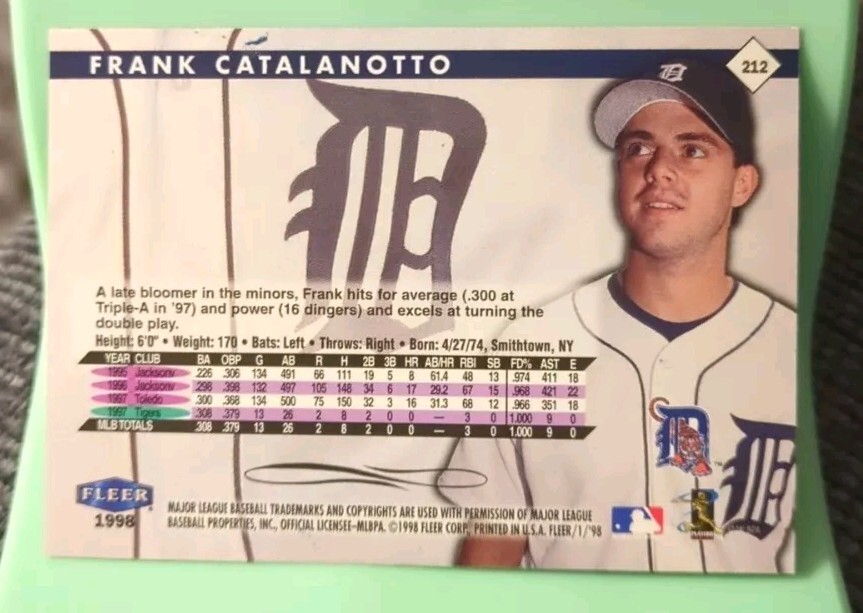 FRANK CATALANOTTO
212
A late bloomer in the minors, Frank hits for average (.300 at
Triple-A in '97) and power (16 dingers) and excels at turning the
double play.
Height: 6'0" • Weight: 170 • Bats: Left • Throws: Right • Born: 4/27/74, Smithtown, NY
YEAR CLUB BA OBP G AB R H 2B 3B HR AB/HR RBI SB FD% AST E
1995 Jacksonv .226 .306 134 491 66 111 19 5 8 61.4 48 13 .974 411 18
1996 Jacksonv .298 .398 132 497 105 148 34 6 17 29.2 67 15 .968 421 22
1997 Toledo .300 .368 134 500 75 150 32 3 16 31.3 68 12 .966 351 18
1997 Tigers .308 .379 13 26 2 8 2 0 0 — 3 0 1.000 9 0
MLB TOTALS .308 .379 13 26 2 8 2 0 0 — 3 0 1.000 9 0
FLEER
1998
MAJOR LEAGUE BASEBALL TRADEMARKS AND COPYRIGHTS ARE USED WITH PERMISSION OF MAJOR LEAGUE
BASEBALL PROPERTIES, INC. OFFICIAL LICENSEE-MLBPA. ©1998 FLEER CORP. PRINTED IN U.S.A. FLEER/1/'98
D
D
D
D
TM